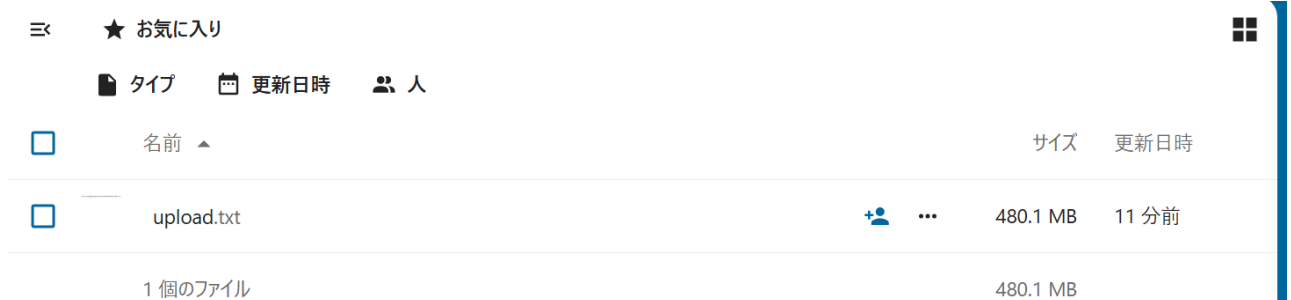 お気に入り
タイプ 更新日時 人
名前 サイズ 更新日時
upload.txt 480.1 MB 11 分前
1 個のファイル 480.1 MB